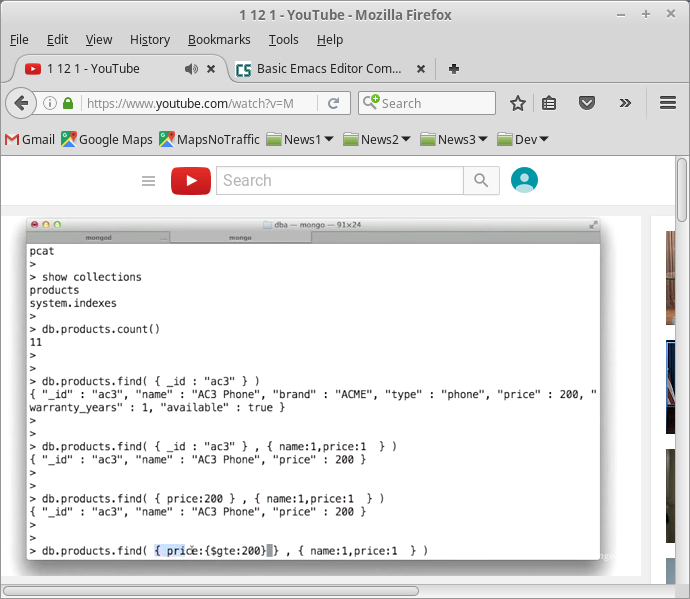 1 12 1 - YouTube - Mozilla Firefox
File Edit View History Bookmarks Tools Help
1 12 1 - YouTube
Basic Emacs Editor Com...
https://www.youtube.com/watch?v=M
Search
Gmail Google Maps MapsNoTraffic News1 News2 News3 Dev
Search
dba — mongo — 91×24
mongod mongo
pcat
>
> show collections
products
system.indexes
>
> db.products.count()
11
>
>
> db.products.find( { _id : "ac3" } )
{ "_id" : "ac3", "name" : "AC3 Phone", "brand" : "ACME", "type" : "phone", "price" : 200, "
warranty_years" : 1, "available" : true }
>
>
> db.products.find( { _id : "ac3" } , { name:1,price:1  } )
{ "_id" : "ac3", "name" : "AC3 Phone", "price" : 200 }
>
>
> db.products.find( { price:200 } , { name:1,price:1  } )
{ "_id" : "ac3", "name" : "AC3 Phone", "price" : 200 }
>
>
> db.products.find( { price:{$gte:200} } , { name:1,price:1  } )